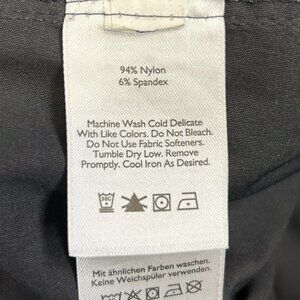 94% Nylon
6% Spandex
Machine Wash Cold Delicate
With Like Colors. Do Not Bleach.
Do Not Use Fabric Softeners.
Tumble Dry Low. Remove
Promptly. Cool Iron As Desired.
Mit ähnlichen Farben waschen.
Keine Weichspüler verwenden.